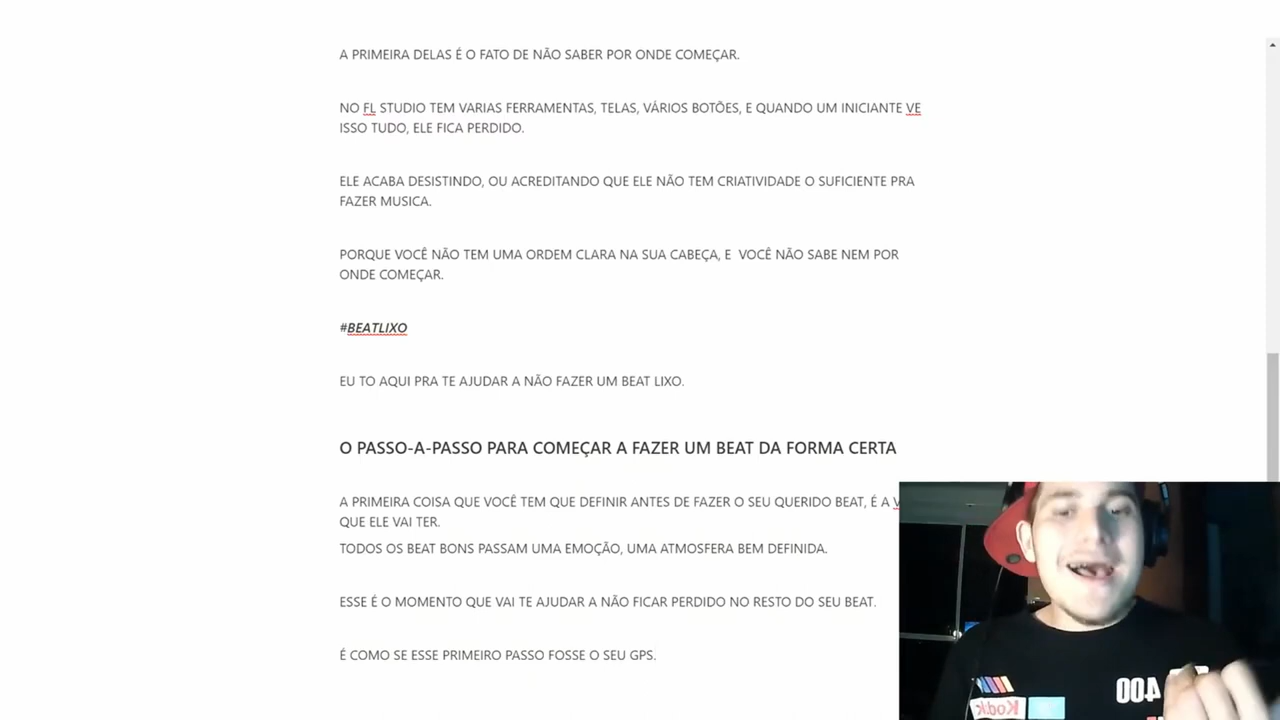 A PRIMEIRA DELAS É O FATO DE NÃO SABER POR ONDE COMEÇAR.
NO FL STUDIO TEM VARIAS FERRAMENTAS, TELAS, VÁRIOS BOTÕES, E QUANDO UM INICIANTE VE
ISSO TUDO, ELE FICA PERDIDO.
ELE ACABA DESISTINDO, OU ACREDITANDO QUE ELE NÃO TEM CRIATIVIDADE O SUFICIENTE PRA
FAZER MUSICA.
PORQUE VOCÊ NÃO TEM UMA ORDEM CLARA NA SUA CABEÇA, E VOCÊ NÃO SABE NEM POR
ONDE COMEÇAR.
#BEATLIXO
EU TO AQUI PRA TE AJUDAR A NÃO FAZER UM BEAT LIXO.
O PASSO-A-PASSO PARA COMEÇAR A FAZER UM BEAT DA FORMA CERTA
A PRIMEIRA COISA QUE VOCÊ TEM QUE DEFINIR ANTES DE FAZER O SEU QUERIDO BEAT, É A
QUE ELE VAI TER.
TODOS OS BEAT BONS PASSAM UMA EMOÇÃO, UMA ATMOSFERA BEM DEFINIDA.
ESSE É O MOMENTO QUE VAI TE AJUDAR A NÃO FICAR PERDIDO NO RESTO DO SEU BEAT.
É COMO SE ESSE PRIMEIRO PASSO FOSSE O SEU GPS.
400
Kodak